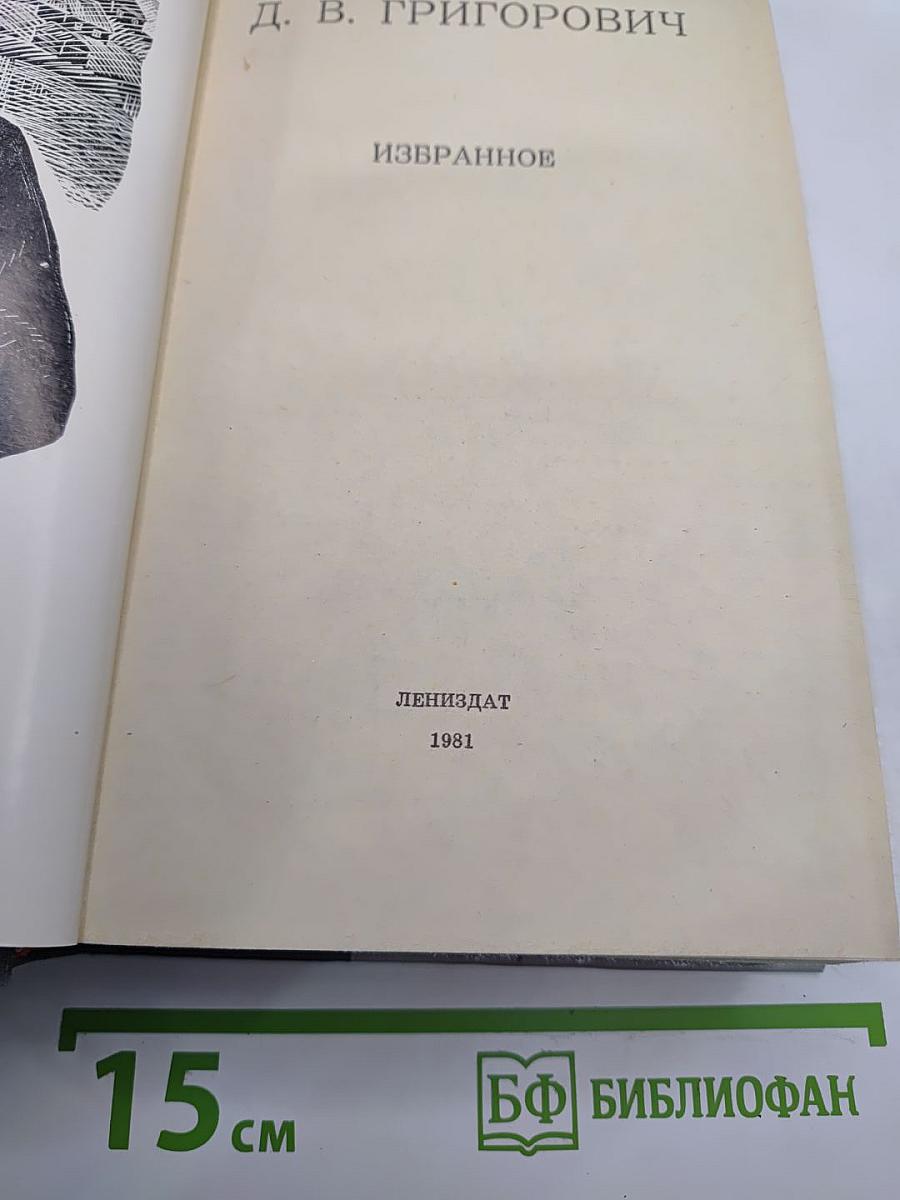 Д. В. ГРИГОРОВИЧ
ИЗБРАННОЕ
ЛЕНИЗДАТ
1981
15 см
БФ БИБЛИОФАН